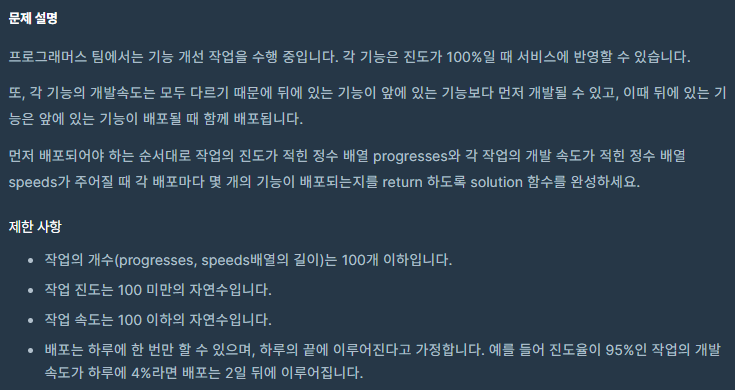 문제 설명
프로그래머스 팀에서는 기능 개선 작업을 수행 중입니다. 각 기능은 진도가 100%일 때 서비스에 반영할 수 있습니다.
또, 각 기능의 개발속도는 모두 다르기 때문에 뒤에 있는 기능이 앞에 있는 기능보다 먼저 개발될 수 있고, 이때 뒤에 있는 기
능은 앞에 있는 기능이 배포될 때 함께 배포됩니다.
먼저 배포되어야 하는 순서대로 작업의 진도가 적힌 정수 배열 progresses와 각 작업의 개발 속도가 적힌 정수 배열
speeds가 주어질 때 각 배포마다 몇 개의 기능이 배포되는지를 return 하도록 solution 함수를 완성하세요.
제한 사항
• 작업의 개수(progresses, speeds배열의 길이)는 100개 이하입니다.
• 작업 진도는 100 미만의 자연수입니다.
• 작업 속도는 100 이하의 자연수입니다.
• 배포는 하루에 한 번만 할 수 있으며, 하루의 끝에 이루어진다고 가정합니다. 예를 들어 진도율이 95%인 작업의 개발
속도가 하루에 4%라면 배포는 2일 뒤에 이루어집니다.